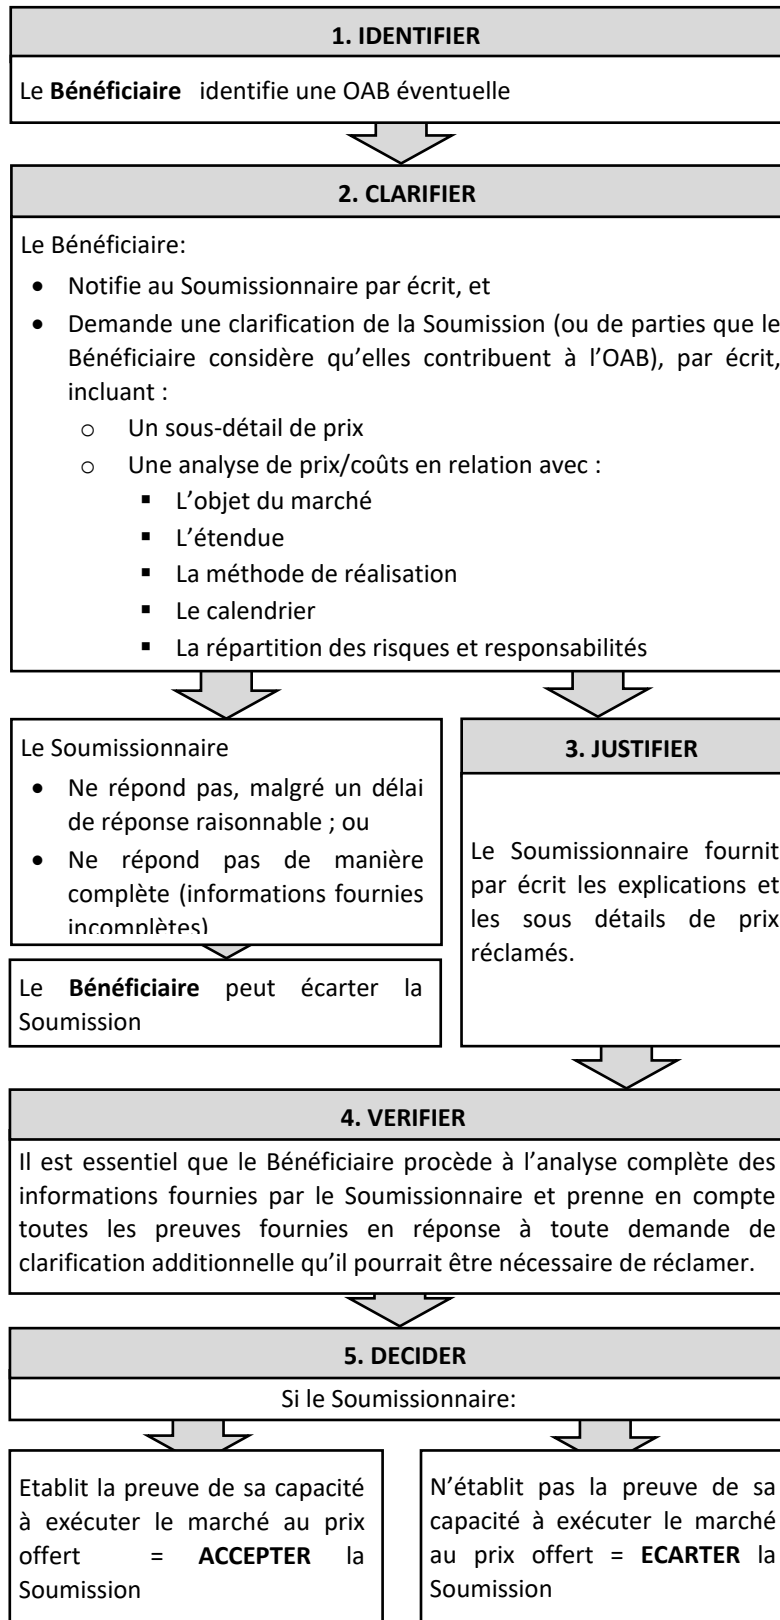 1. IDENTIFIER
Le Bénéficiaire identifie une OAB éventuelle
2. CLARIFIER
Le Bénéficiaire:
• Notifie au Soumissionnaire par écrit, et
• Demande une clarification de la Soumission (ou de parties que le
Bénéficiaire considère qu’elles contribuent à l’OAB), par écrit,
incluant :
o Un sous-détail de prix
o Une analyse de prix/coûts en relation avec :
▪ L’objet du marché
▪ L’étendue
▪ La méthode de réalisation
▪ Le calendrier
▪ La répartition des risques et responsabilités
Le Soumissionnaire
• Ne répond pas, malgré un délai
de réponse raisonnable ; ou
• Ne répond pas de manière
complète (informations fournies
incomplètes)
Le Bénéficiaire peut écarter la
Soumission
3. JUSTIFIER
Le Soumissionnaire fournit
par écrit les explications et
les sous détails de prix
réclamés.
4. VERIFIER
Il est essentiel que le Bénéficiaire procède à l’analyse complète des
informations fournies par le Soumissionnaire et prenne en compte
toutes les preuves fournies en réponse à toute demande de
clarification additionnelle qu’il pourrait être nécessaire de réclamer.
5. DECIDER
Si le Soumissionnaire:
Etablit la preuve de sa capacité
à exécuter le marché au prix
offert = ACCEPTER la
Soumission
N’établit pas la preuve de sa
capacité à exécuter le marché
au prix offert = ECARTER la
Soumission